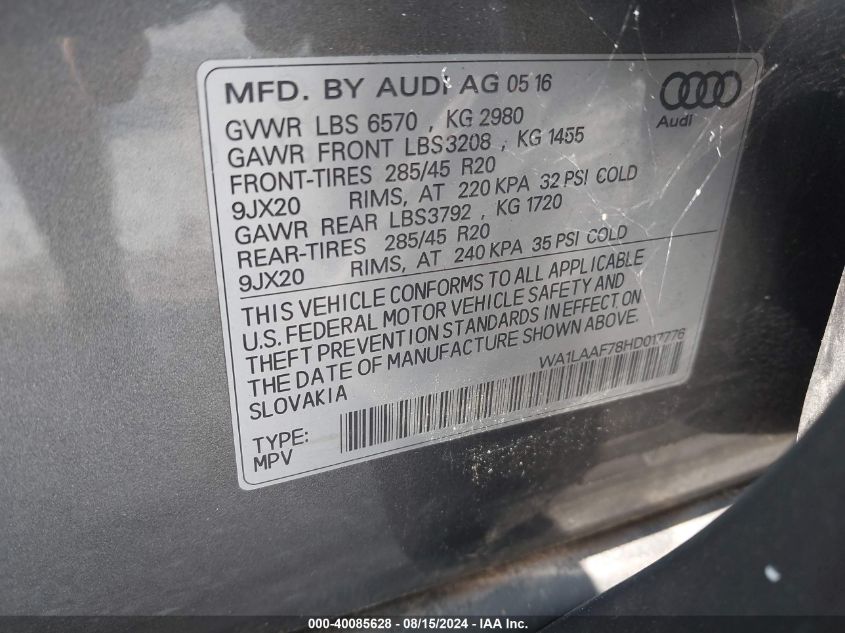 MFD. BY AUDI AG 05 16
Audi
GVWR LBS 6570 , KG 2980
GAWR FRONT LBS3208 , KG 1455
FRONT-TIRES 285/45 R20
9JX20 RIMS, AT 220 KPA 32 PSI COLD
GAWR REAR LBS3792 , KG 1720
REAR-TIRES 285/45 R20
9JX20 RIMS, AT 240 KPA 35 PSI COLD
THIS VEHICLE CONFORMS TO ALL APPLICABLE
U.S. FEDERAL MOTOR VEHICLE SAFETY AND
THEFT PREVENTION STANDARDS IN EFFECT ON
THE DATE OF MANUFACTURE SHOWN ABOVE.
SLOVAKIA
WA1LAAF78HD017776
TYPE:
MPV
000-40085628 - 08/15/2024 - IAA Inc.